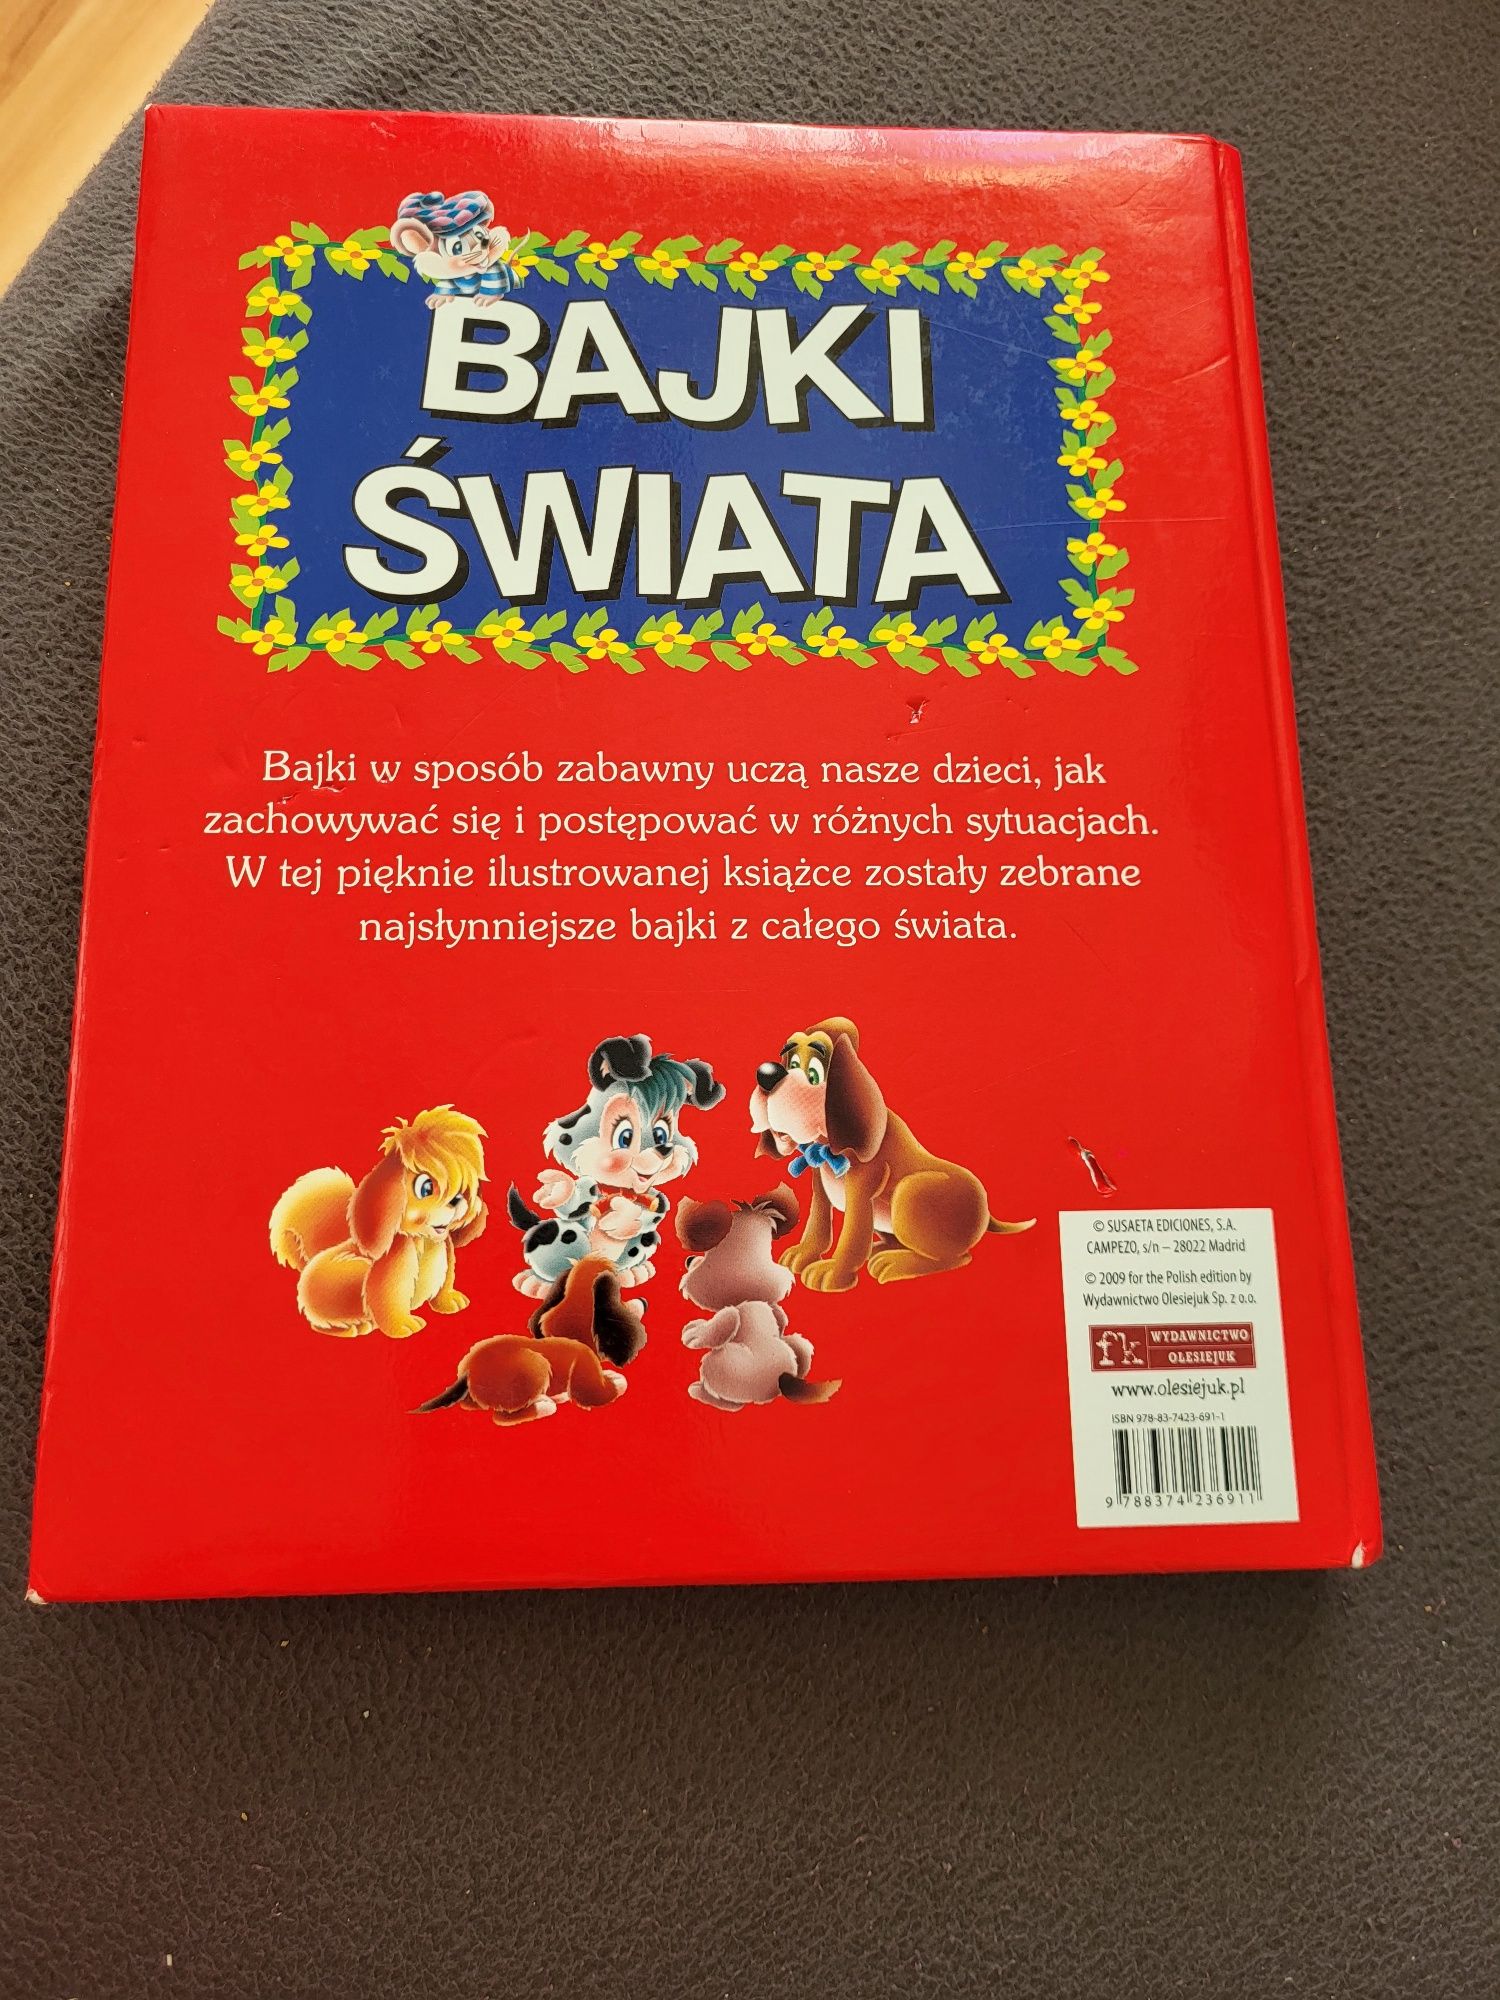 BAJKI
ŚWIATA
Bajki w sposób zabawny uczą nasze dzieci, jak
zachowywać się i postępować w różnych sytuacjach.
W tej pięknie ilustrowanej książce zostały zebrane
najsłynniejsze bajki z całego świata.
© SUSAETA EDICIONES, S.A.
CAMPEZO, s/n – 28022 Madrid
© 2009 for the Polish edition by
Wydawnictwo Olesiejuk Sp. z o.o.
fk WYDAWNICTWO
OLESIEJUK
www.olesiejuk.pl
ISBN 978-83-7423-691-1
9 788374 236911